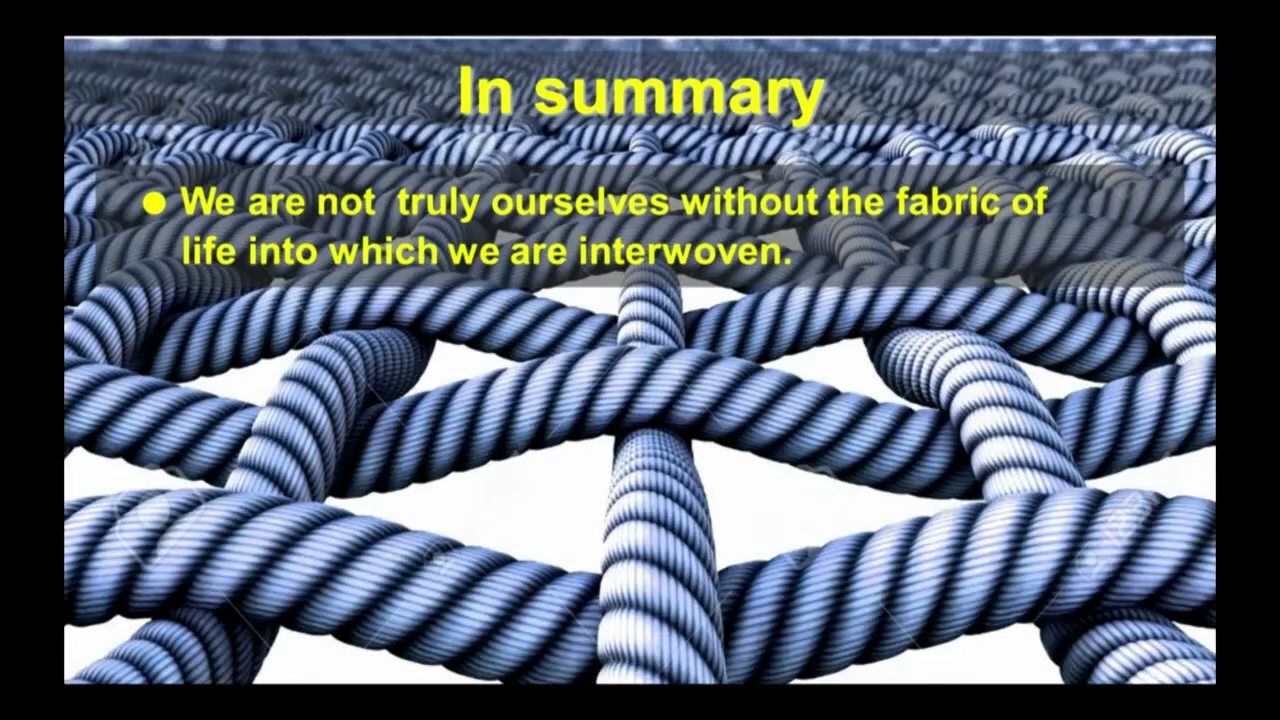 In summary
● We are not  truly ourselves without the fabric of
life into which we are interwoven.